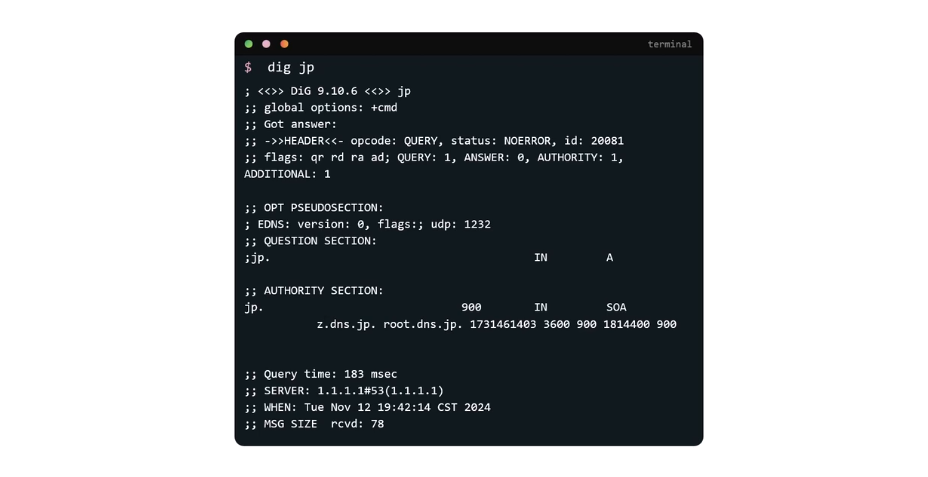 terminal
$ dig jp
; <<>> DiG 9.10.6 <<>> jp
;; global options: +cmd
;; Got answer:
;; ->>HEADER<<- opcode: QUERY, status: NOERROR, id: 20081
;; flags: qr rd ra ad; QUERY: 1, ANSWER: 0, AUTHORITY: 1,
ADDITIONAL: 1
;; OPT PSEUDOSECTION:
; EDNS: version: 0, flags:; udp: 1232
;; QUESTION SECTION:
;jp. IN A
;; AUTHORITY SECTION:
jp. 900 IN SOA
z.dns.jp. root.dns.jp. 1731461403 3600 900 1814400 900
;; Query time: 183 msec
;; SERVER: 1.1.1.1#53(1.1.1.1)
;; WHEN: Tue Nov 12 19:42:14 CST 2024
;; MSG SIZE rcvd: 78